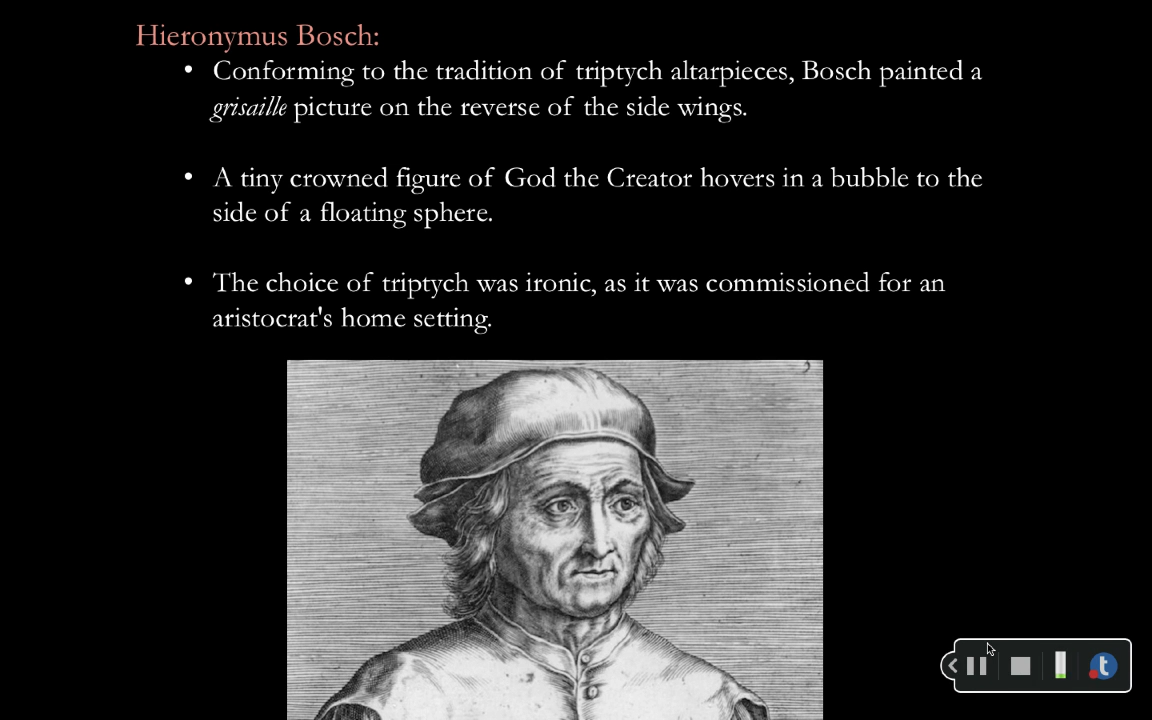 Hieronymus Bosch:
• Conforming to the tradition of triptych altarpieces, Bosch painted a
grisaille picture on the reverse of the side wings.
• A tiny crowned figure of God the Creator hovers in a bubble to the
side of a floating sphere.
• The choice of triptych was ironic, as it was commissioned for an
aristocrat's home setting.
t